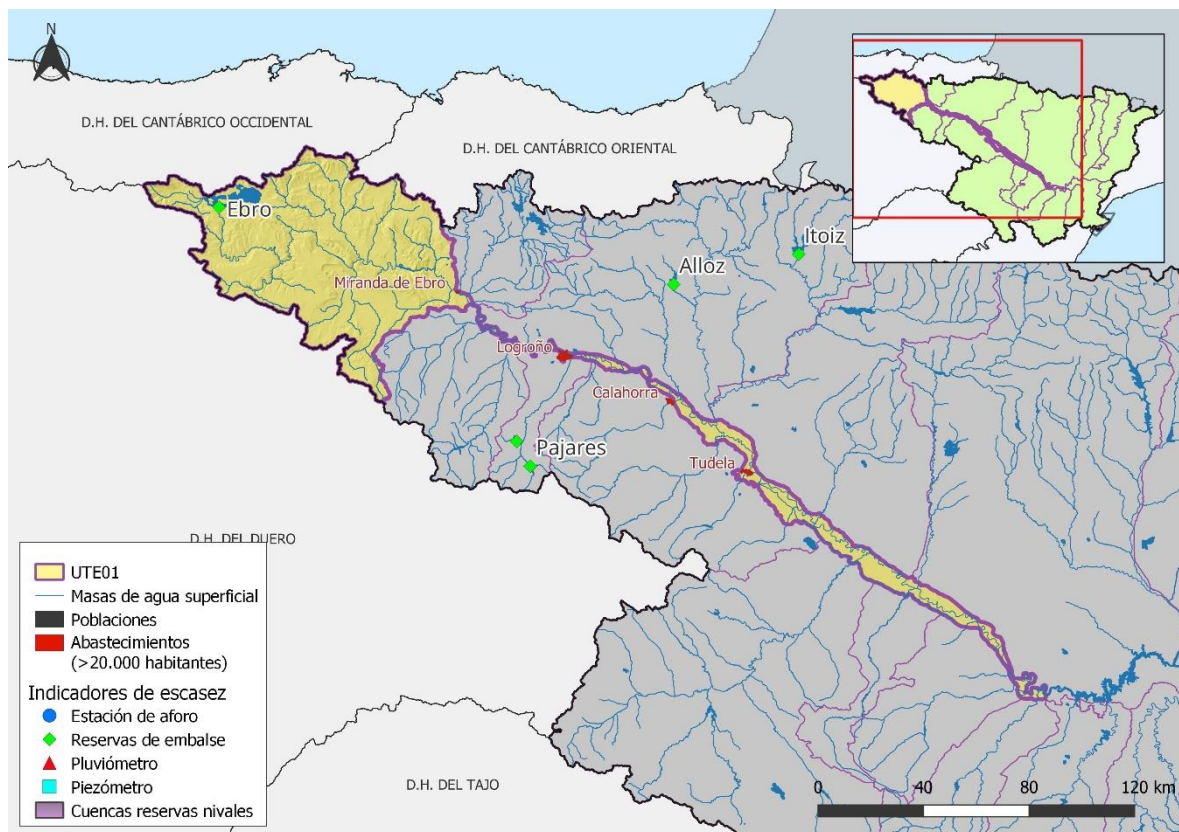 N
D.H. DEL CANTÁBRICO OCCIDENTAL
D.H. DEL CANTÁBRICO ORIENTAL
Ebro
Itoiz
Alloz
Miranda de Ebro
Logroño
Calahorra
Pajares
Tudela
D.H. DEL DUERO
UTE01
Masas de agua superficial
Poblaciones
Abastecimientos
(>20.000 habitantes)
Indicadores de escasez
Estación de aforo
Reservas de embalse
Pluviómetro
Piezómetro
Cuencas reservas nivales
D.H. DEL TAJO
0 40 80 120 km